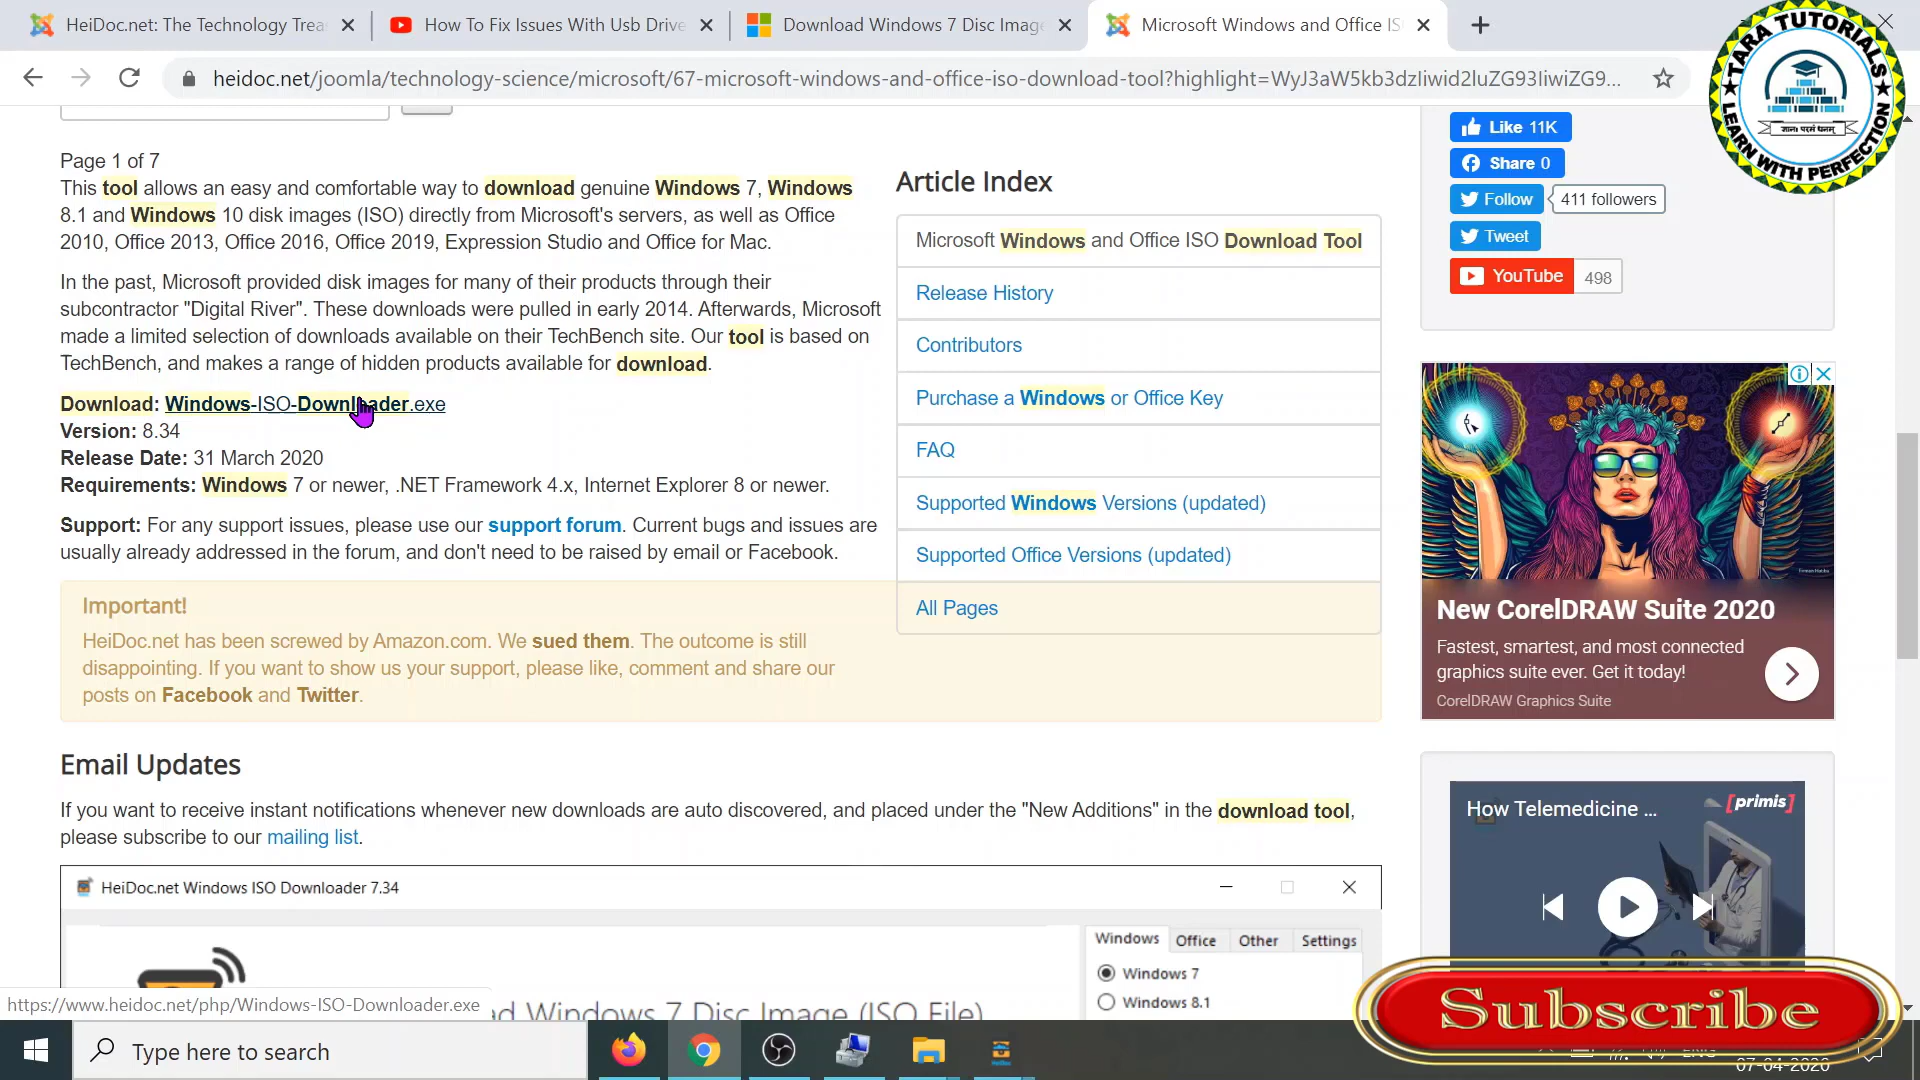 HeiDoc.net: The Technology Trea
How To Fix Issues With Usb Drive
Download Windows 7 Disc Imag
Microsoft Windows and Office IS
heidoc.net/joomla/technology-science/microsoft/67-microsoft-windows-and-office-iso-download-tool?highlight=WyJ3aW5kb3dzIiwid2luZG93IiwiZG9...
TARA TUTORIALS
LEARN WITH PERFECTION
Page 1 of 7
This tool allows an easy and comfortable way to download genuine Windows 7, Windows
8.1 and Windows 10 disk images (ISO) directly from Microsoft's servers, as well as Office
2010, Office 2013, Office 2016, Office 2019, Expression Studio and Office for Mac.
In the past, Microsoft provided disk images for many of their products through their
subcontractor "Digital River". These downloads were pulled in early 2014. Afterwards, Microsoft
made a limited selection of downloads available on their TechBench site. Our tool is based on
TechBench, and makes a range of hidden products available for download.
Download: Windows-ISO-Downloader.exe
Version: 8.34
Release Date: 31 March 2020
Requirements: Windows 7 or newer, .NET Framework 4.x, Internet Explorer 8 or newer.
Support: For any support issues, please use our support forum. Current bugs and issues are
usually already addressed in the forum, and don't need to be raised by email or Facebook.
Important!
HeiDoc.net has been screwed by Amazon.com. We sued them. The outcome is still
disappointing. If you want to show us your support, please like, comment and share our
posts on Facebook and Twitter.
Article Index
Microsoft Windows and Office ISO Download Tool
Release History
Contributors
Purchase a Windows or Office Key
FAQ
Supported Windows Versions (updated)
Supported Office Versions (updated)
All Pages
Like 11K
Share 0
Follow 411 followers
Tweet
YouTube 498
New CorelDRAW Suite 2020
Fastest, smartest, and most connected
graphics suite ever. Get it today!
CorelDRAW Graphics Suite
Email Updates
If you want to receive instant notifications whenever new downloads are auto discovered, and placed under the "New Additions" in the download tool,
please subscribe to our mailing list.
How Telemedicine ...
[primis]
HeiDoc.net Windows ISO Downloader 7.34
Windows Office Other Settings
Windows 7
Windows 8.1
ad Windows 7 Disc Image (ISO File)
https://www.heidoc.net/php/Windows-ISO-Downloader.exe
Subscribe
Type here to search
07-04-2020